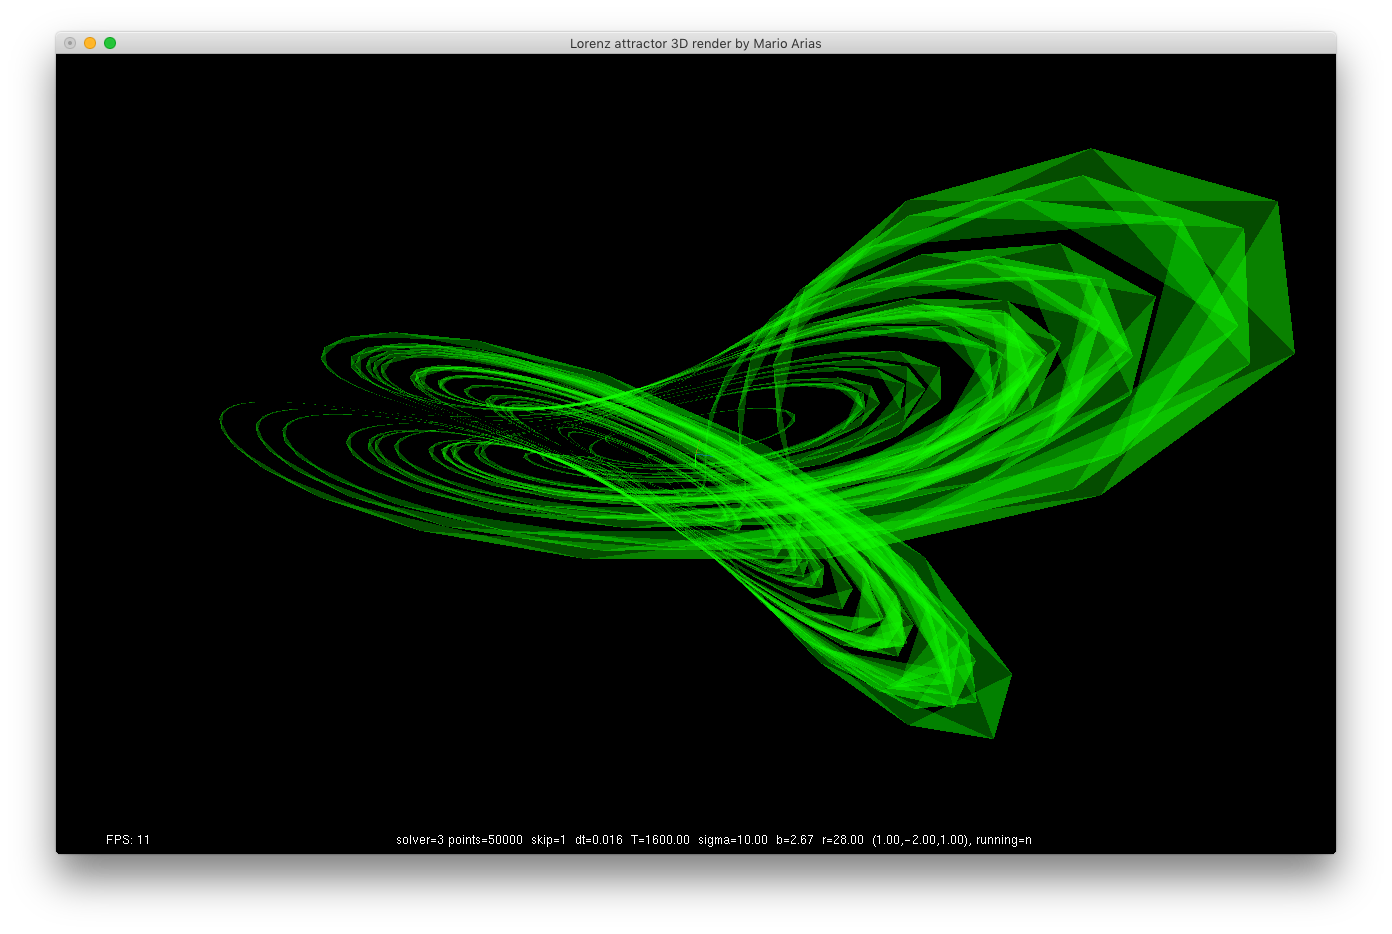 Lorenz attractor 3D render by Mario Arias
FPS: 11 solver=3 points=50000 skip=1 dt=0.016 T=1600.00 sigma=10.00 b=2.67 r=28.00 (1.00,-2.00,1.00), running=n